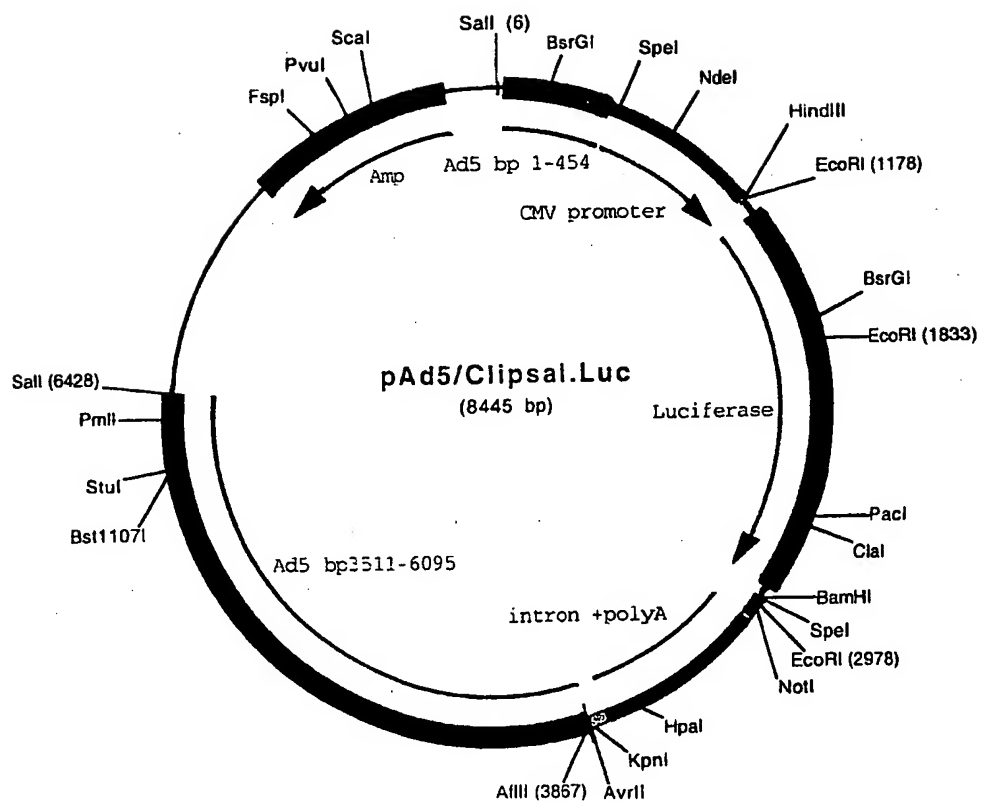 SalI (6)
BsrGI
SpeI
NdeI
HindIII
EcoRI (1178)
ScaI
PvuI
FspI
Amp
Ad5 bp 1-454
CMV promoter
BsrGI
EcoRI (1833)
pAd5/Clipsal.Luc
(8445 bp)
Luciferase
SalI (6428)
PmlI
StuI
Bst1107I
PacI
ClaI
Ad5 bp3511-6095
intron +polyA
BamHI
SpeI
EcoRI (2978)
NotI
HpaI
KpnI
AflII (3867)
AvrII